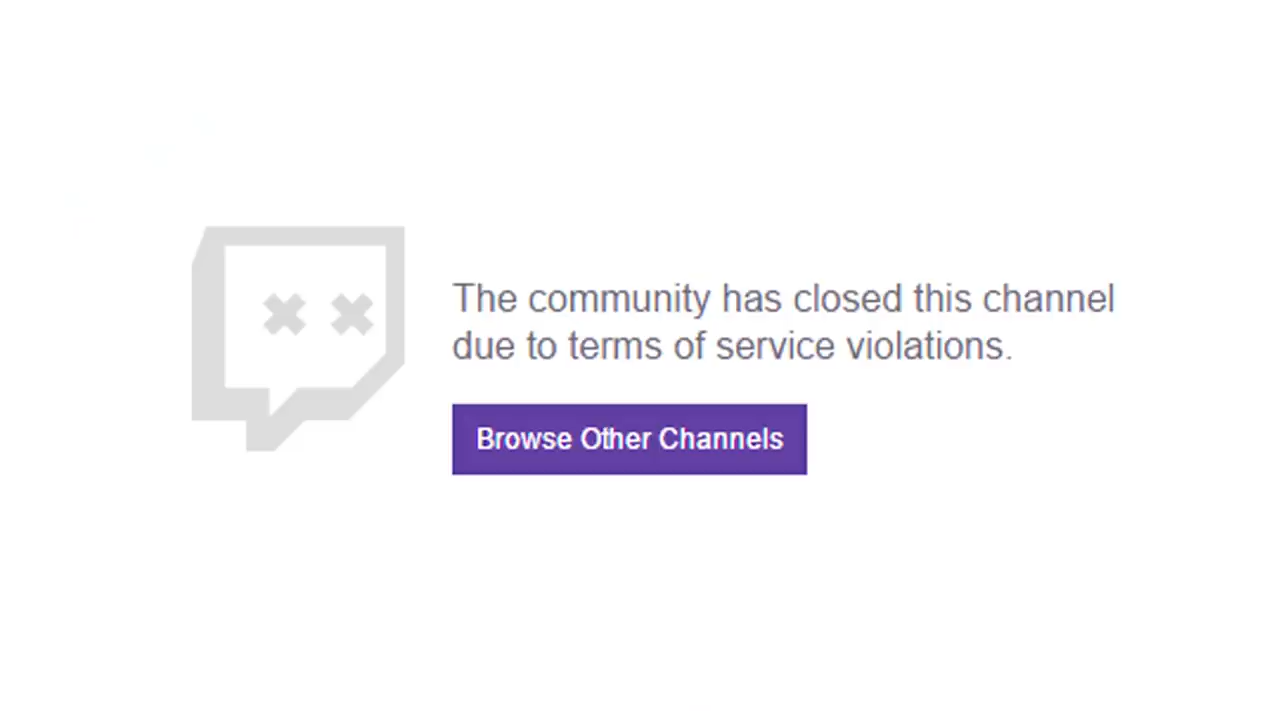 The community has closed this channel
due to terms of service violations.
Browse Other Channels